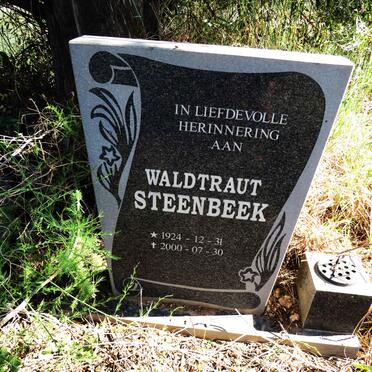 IN LIEFDEVOLLE
HERINNERING
AAN
WALDTRAUT
STEENBEEK
★ 1924 - 12 - 31
✝ 2000 - 07 - 30